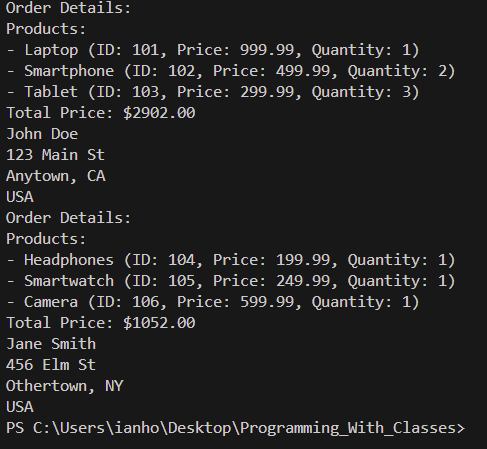 Order Details:
Products:
- Laptop (ID: 101, Price: 999.99, Quantity: 1)
- Smartphone (ID: 102, Price: 499.99, Quantity: 2)
- Tablet (ID: 103, Price: 299.99, Quantity: 3)
Total Price: $2902.00
John Doe
123 Main St
Anytown, CA
USA
Order Details:
Products:
- Headphones (ID: 104, Price: 199.99, Quantity: 1)
- Smartwatch (ID: 105, Price: 249.99, Quantity: 1)
- Camera (ID: 106, Price: 599.99, Quantity: 1)
Total Price: $1052.00
Jane Smith
456 Elm St
Othertown, NY
USA
PS C:\Users\ianho\Desktop\Programming_With_Classes>